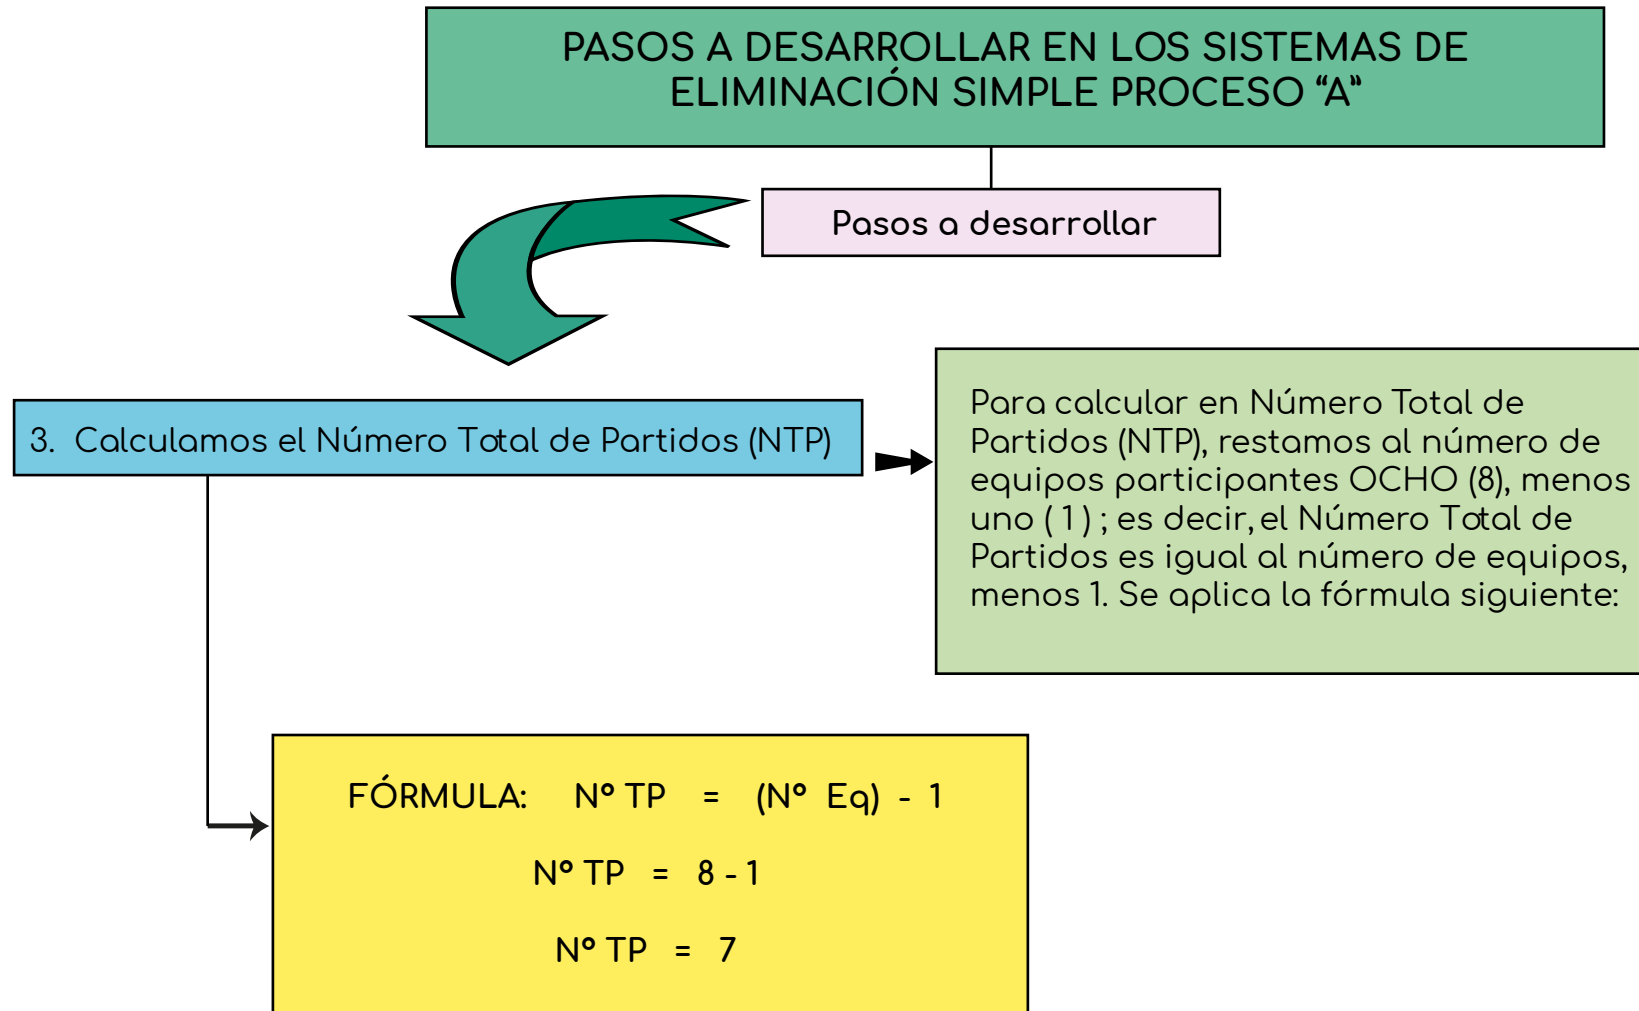 PASOS A DESARROLLAR EN LOS SISTEMAS DE
ELIMINACIÓN SIMPLE PROCESO “A”
Pasos a desarrollar
3. Calculamos el Número Total de Partidos (NTP)
Para calcular en Número Total de
Partidos (NTP), restamos al número de
equipos participantes OCHO (8), menos
uno ( 1 ) ; es decir, el Número Total de
Partidos es igual al número de equipos,
menos 1. Se aplica la fórmula siguiente:
FÓRMULA: Nº TP = (Nº Eq) - 1
Nº TP = 8 - 1
Nº TP = 7